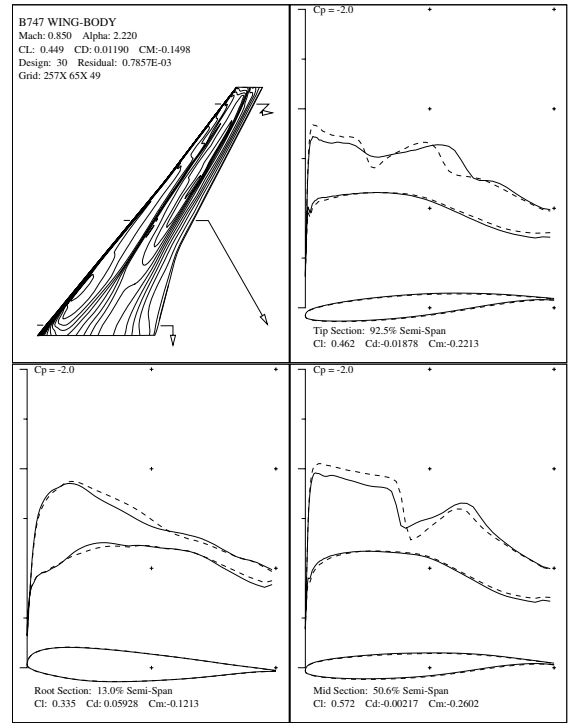 B747 WING-BODY
Mach: 0.850 Alpha: 2.220
CL: 0.449 CD: 0.01190 CM:-0.1498
Design: 30 Residual: 0.7857E-03
Grid: 257X 65X 49
Cp = -2.0
Tip Section: 92.5% Semi-Span
Cl: 0.462 Cd:-0.01878 Cm:-0.2213
Cp = -2.0
Root Section: 13.0% Semi-Span
Cl: 0.335 Cd: 0.05928 Cm:-0.1213
Cp = -2.0
Mid Section: 50.6% Semi-Span
Cl: 0.572 Cd:-0.00217 Cm:-0.2602